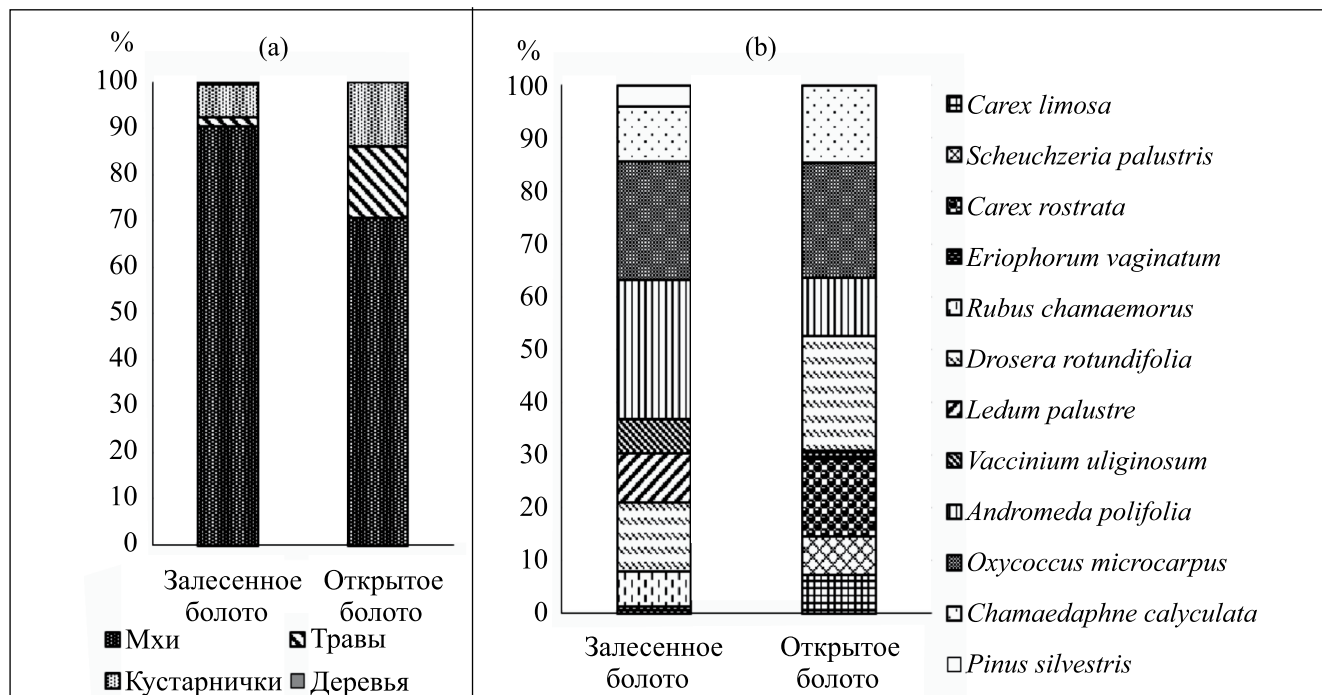 (a)
%
100
90
80
70
60
50
40
30
20
10
0
Залесенное
болото
Открытое
болото
Мхи
Травы
Кустарнички
Деревья
(b)
%
100
90
80
70
60
50
40
30
20
10
0
Залесенное
болото
Открытое
болото
Carex limosa
Scheuchzeria palustris
Carex rostrata
Eriophorum vaginatum
Rubus chamaemorus
Drosera rotundifolia
Ledum palustre
Vaccinium uliginosum
Andromeda polifolia
Oxycoccus microcarpus
Chamaedaphne calyculata
Pinus silvestris